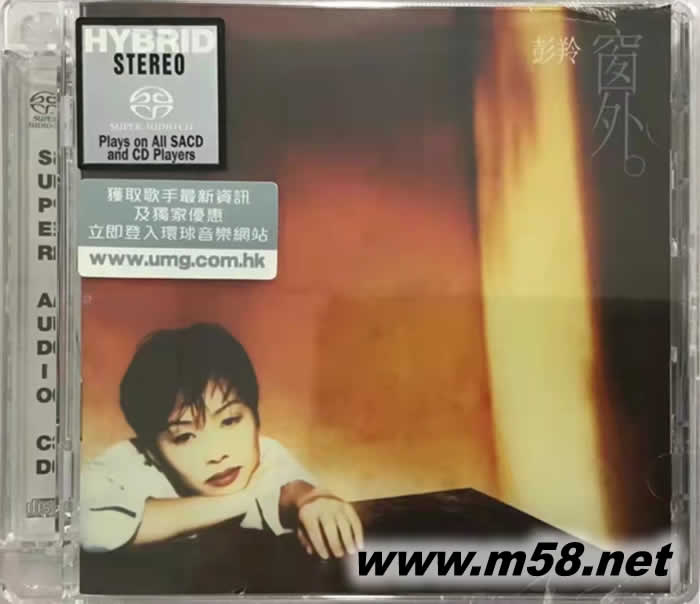 HYBRID
STEREO
SUPER AUDIO CD
Plays on All SACD
and CD Players
獲取歌手最新資訊
及獨家優惠
立即登入環球音樂網站
www.umg.com.hk
彭羚
窗外。
www.m58.net